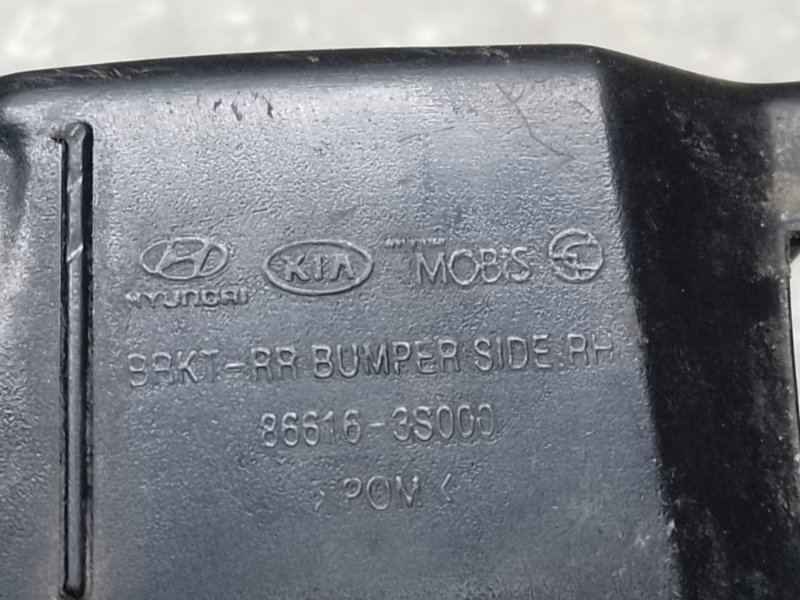 HYUNDAI KIA MOBIS
BRKT-RR BUMPER SIDE.RH
86616-3S000
>POM<